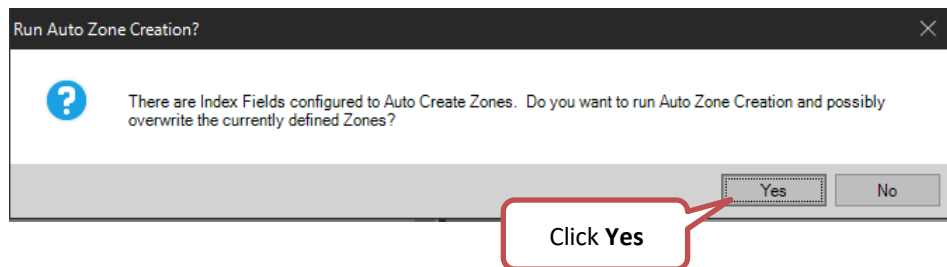 Run Auto Zone Creation?
There are Index Fields configured to Auto Create Zones.  Do you want to run Auto Zone Creation and possibly
overwrite the currently defined Zones?
Yes
No
Click Yes